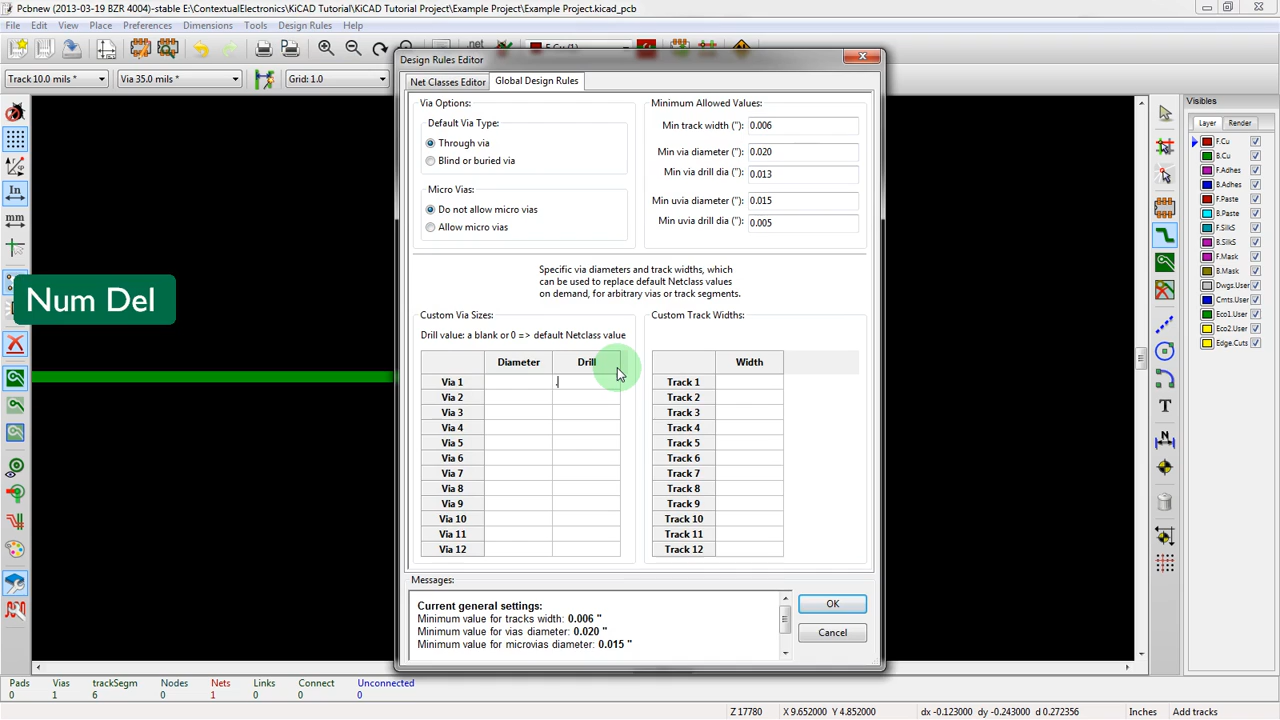 Pcbnew (2013-03-19 BZR 4004)-stable E:\ContextualElectronics\KiCAD Tutorial\KiCAD Tutorial Project\Example Project\Example Project.kicad_pcb
File Edit View Place Preferences Dimensions Tools Design Rules Help
Track 10.0 mils * Via 35.0 mils * Grid: 1.0
Design Rules Editor
Net Classes Editor Global Design Rules
Via Options:
Default Via Type:
Through via
Blind or buried via
Micro Vias:
Do not allow micro vias
Allow micro vias
Minimum Allowed Values:
Min track width ("): 0.006
Min via diameter ("): 0.020
Min via drill dia ("): 0.013
Min uvia diameter ("): 0.015
Min uvia drill dia ("): 0.005
Specific via diameters and track widths, which
can be used to replace default Netclass values
on demand, for arbitrary vias or track segments.
Custom Via Sizes:
Drill value: a blank or 0 => default Netclass value
Diameter Drill
Via 1 .
Via 2
Via 3
Via 4
Via 5
Via 6
Via 7
Via 8
Via 9
Via 10
Via 11
Via 12
Custom Track Widths:
Width
Track 1
Track 2
Track 3
Track 4
Track 5
Track 6
Track 7
Track 8
Track 9
Track 10
Track 11
Track 12
Messages:
Current general settings:
Minimum value for tracks width: 0.006 "
Minimum value for vias diameter: 0.020 "
Minimum value for microvias diameter: 0.015 "
OK
Cancel
Num Del
In
mm
Visibles
Layer Render
F.Cu
B.Cu
F.Adhes
B.Adhes
F.Paste
B.Paste
F.SilkS
B.SilkS
F.Mask
B.Mask
Dwgs.User
Cmts.User
Eco1.User
Eco2.User
Edge.Cuts
T
N
Pads Vias trackSegm Nodes Nets Links Connect Unconnected
0 1 6 0 1 0 0 0
Z 17780 X 9.652000 Y 4.852000 dx -0.123000 dy -0.243000 d 0.272356 Inches Add tracks